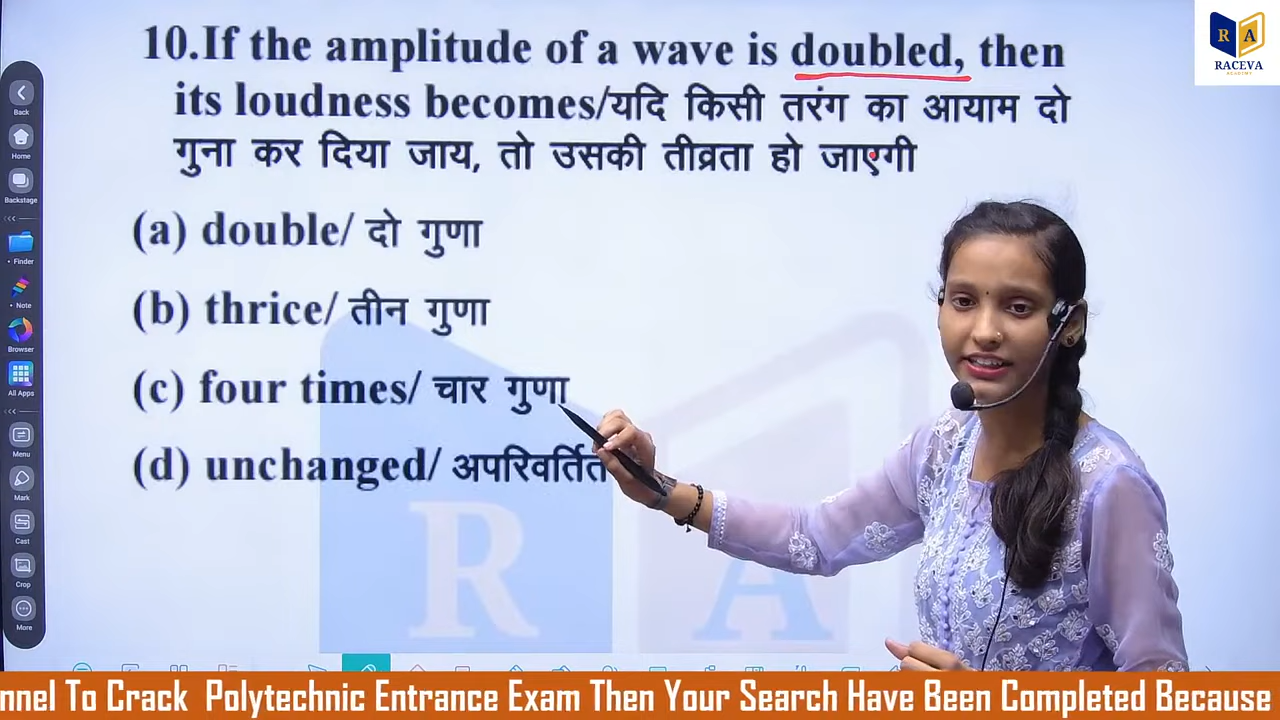 10.If the amplitude of a wave is doubled, then
its loudness becomes/यदि किसी तरंग का आयाम दो
गुना कर दिया जाय, तो उसकी तीव्रता हो जाएगी
(a) double/ दो गुणा
(b) thrice/ तीन गुणा
(c) four times/ चार गुणा
(d) unchanged/ अपरिवर्तित
R A
RACEVA
ACADEMY
Back
Home
Backstage
Finder
Note
Browser
All Apps
Menu
Mark
Cast
Crop
More
R A
nnel To Crack Polytechnic Entrance Exam Then Your Search Have Been Completed Because